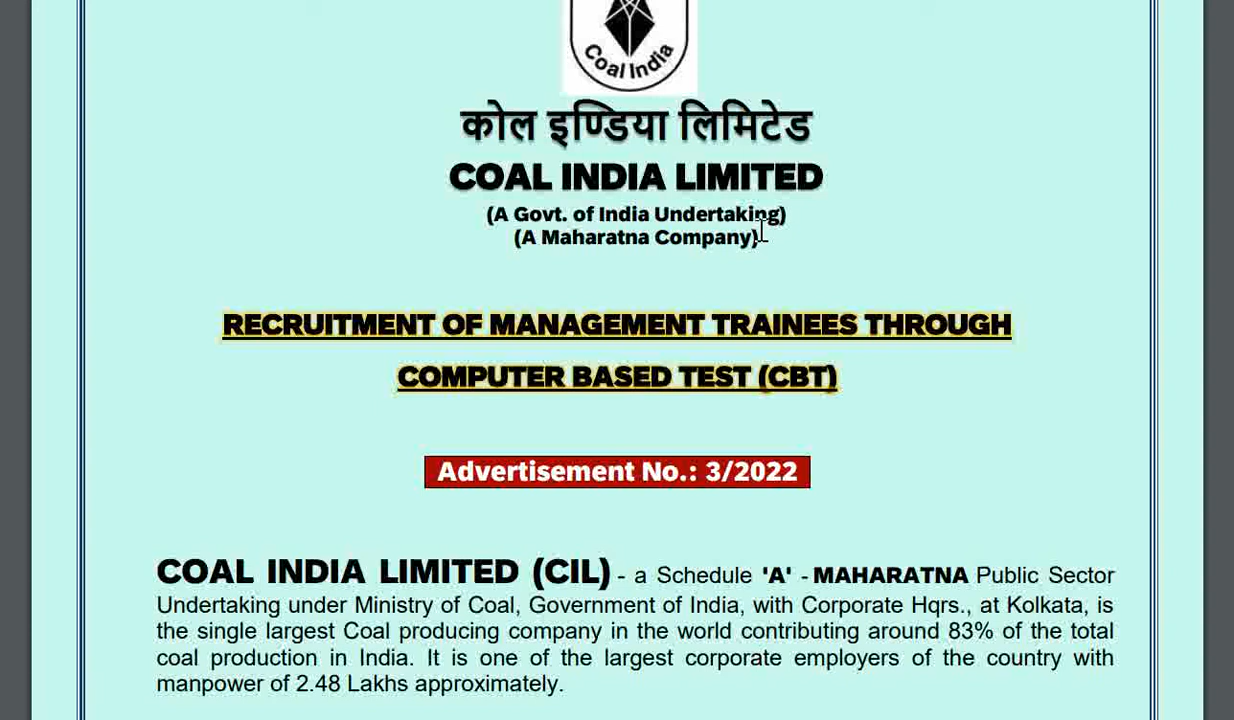 Coal India
कोल इण्डिया लिमिटेड
COAL INDIA LIMITED
(A Govt. of India Undertaking)
(A Maharatna Company)
RECRUITMENT OF MANAGEMENT TRAINEES THROUGH
COMPUTER BASED TEST (CBT)
Advertisement No.: 3/2022
COAL INDIA LIMITED (CIL) - a Schedule 'A' - MAHARATNA Public Sector
Undertaking under Ministry of Coal, Government of India, with Corporate Hqrs., at Kolkata, is
the single largest Coal producing company in the world contributing around 83% of the total
coal production in India. It is one of the largest corporate employers of the country with
manpower of 2.48 Lakhs approximately.